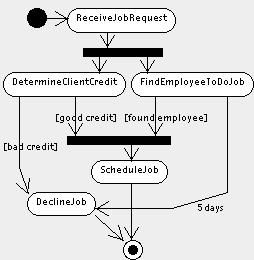 ReceiveJobRequest
DetermineClientCredit
FindEmployeeToDoJob
[good credit]
[found employee]
[bad credit]
ScheduleJob
DeclineJob
5 days